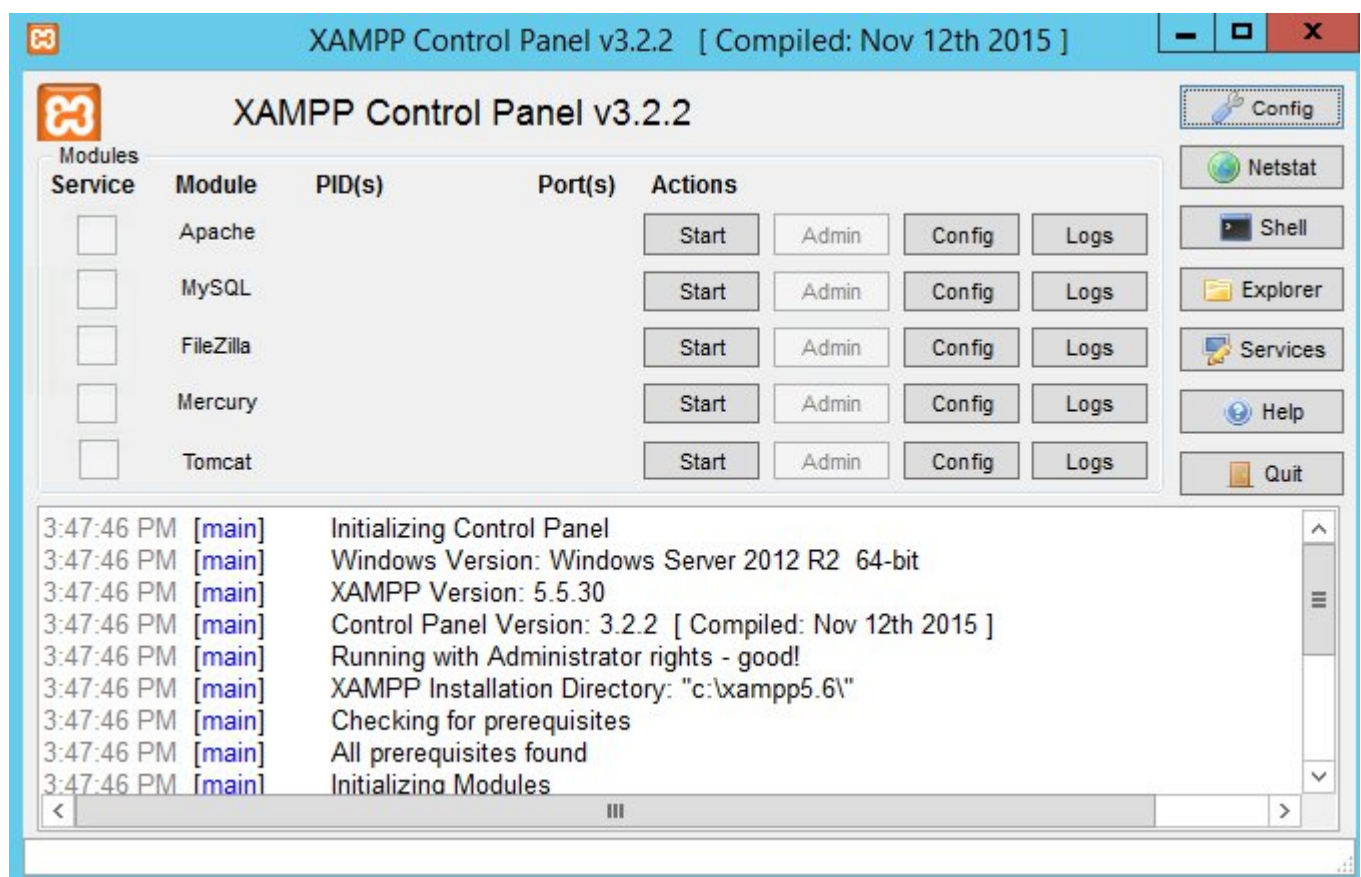 XAMPP Control Panel v3.2.2 [ Compiled: Nov 12th 2015 ]
XAMPP Control Panel v3.2.2
Config
Modules
Netstat
Service Module PID(s) Port(s) Actions
Shell
Apache Start Admin Config Logs
MySQL Start Admin Config Logs
Explorer
FileZilla Start Admin Config Logs
Services
Mercury Start Admin Config Logs
Help
Tomcat Start Admin Config Logs
Quit
3:47:46 PM [main] Initializing Control Panel
3:47:46 PM [main] Windows Version: Windows Server 2012 R2 64-bit
3:47:46 PM [main] XAMPP Version: 5.5.30
3:47:46 PM [main] Control Panel Version: 3.2.2 [ Compiled: Nov 12th 2015 ]
3:47:46 PM [main] Running with Administrator rights - good!
3:47:46 PM [main] XAMPP Installation Directory: "c:\xampp5.6\"
3:47:46 PM [main] Checking for prerequisites
3:47:46 PM [main] All prerequisites found
3:47:46 PM [main] Initializing Modules